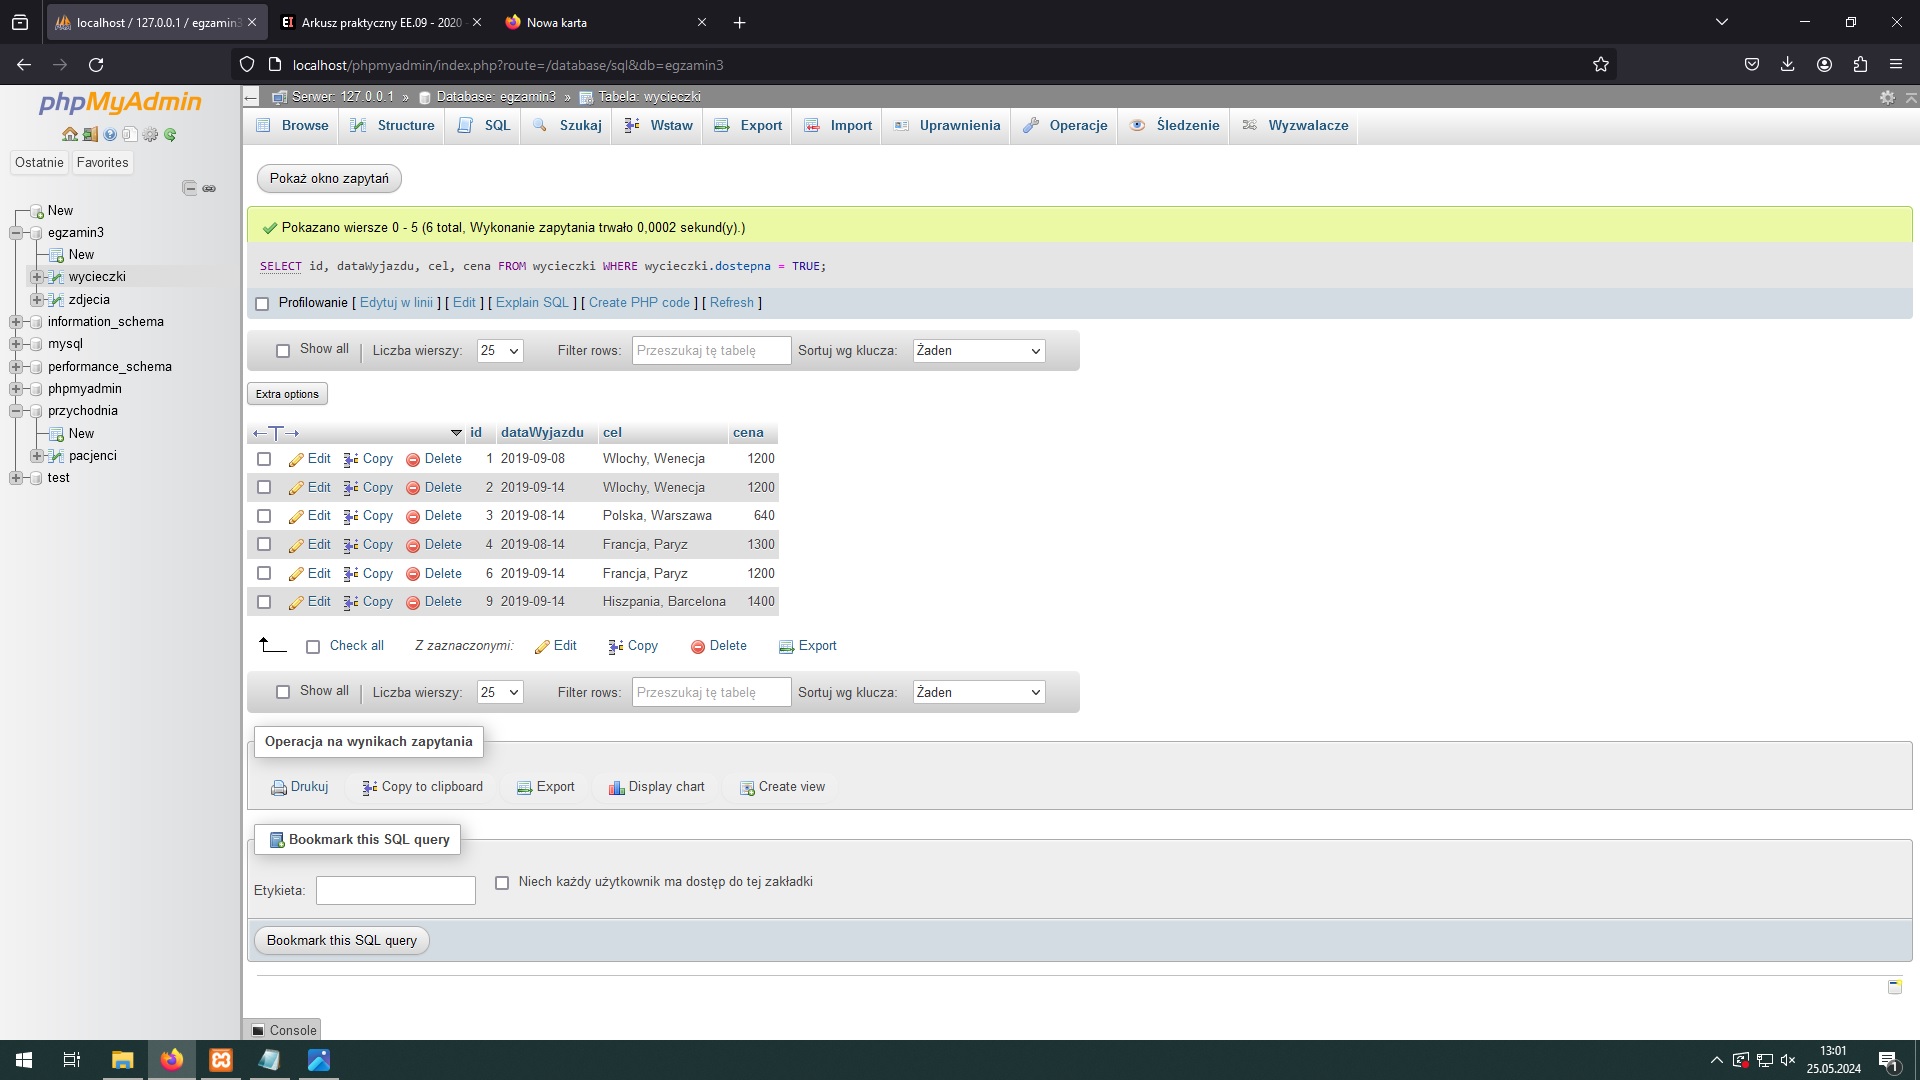 localhost / 127.0.0.1 / egzamin3
Arkusz praktyczny EE.09 - 2020
Nowa karta
localhost/phpmyadmin/index.php?route=/database/sql&db=egzamin3
phpMyAdmin
Ostatnie Favorites
New
egzamin3
New
wycieczki
zdjecia
information_schema
mysql
performance_schema
phpmyadmin
przychodnia
New
pacjenci
test
Serwer: 127.0.0.1 » Database: egzamin3 » Tabela: wycieczki
Browse Structure SQL Szukaj Wstaw Export Import Uprawnienia Operacje Śledzenie Wyzwalacze
Pokaż okno zapytań
Pokazano wiersze 0 - 5 (6 total, Wykonanie zapytania trwało 0,0002 sekund(y).)
SELECT id, dataWyjazdu, cel, cena FROM wycieczki WHERE wycieczki.dostepna = TRUE;
Profilowanie [ Edytuj w linii ] [ Edit ] [ Explain SQL ] [ Create PHP code ] [ Refresh ]
Show all Liczba wierszy: 25 Filter rows: Przeszukaj tę tabelę Sortuj wg klucza: Żaden
Extra options
←T→ id dataWyjazdu cel cena
Edit Copy Delete 1 2019-09-08 Wlochy, Wenecja 1200
Edit Copy Delete 2 2019-09-14 Wlochy, Wenecja 1200
Edit Copy Delete 3 2019-08-14 Polska, Warszawa 640
Edit Copy Delete 4 2019-08-14 Francja, Paryz 1300
Edit Copy Delete 6 2019-09-14 Francja, Paryz 1200
Edit Copy Delete 9 2019-09-14 Hiszpania, Barcelona 1400
Check all Z zaznaczonymi: Edit Copy Delete Export
Show all Liczba wierszy: 25 Filter rows: Przeszukaj tę tabelę Sortuj wg klucza: Żaden
Operacja na wynikach zapytania
Drukuj Copy to clipboard Export Display chart Create view
Bookmark this SQL query
Etykieta: Niech każdy użytkownik ma dostęp do tej zakładki
Bookmark this SQL query
Console
13:01
25.05.2024
1